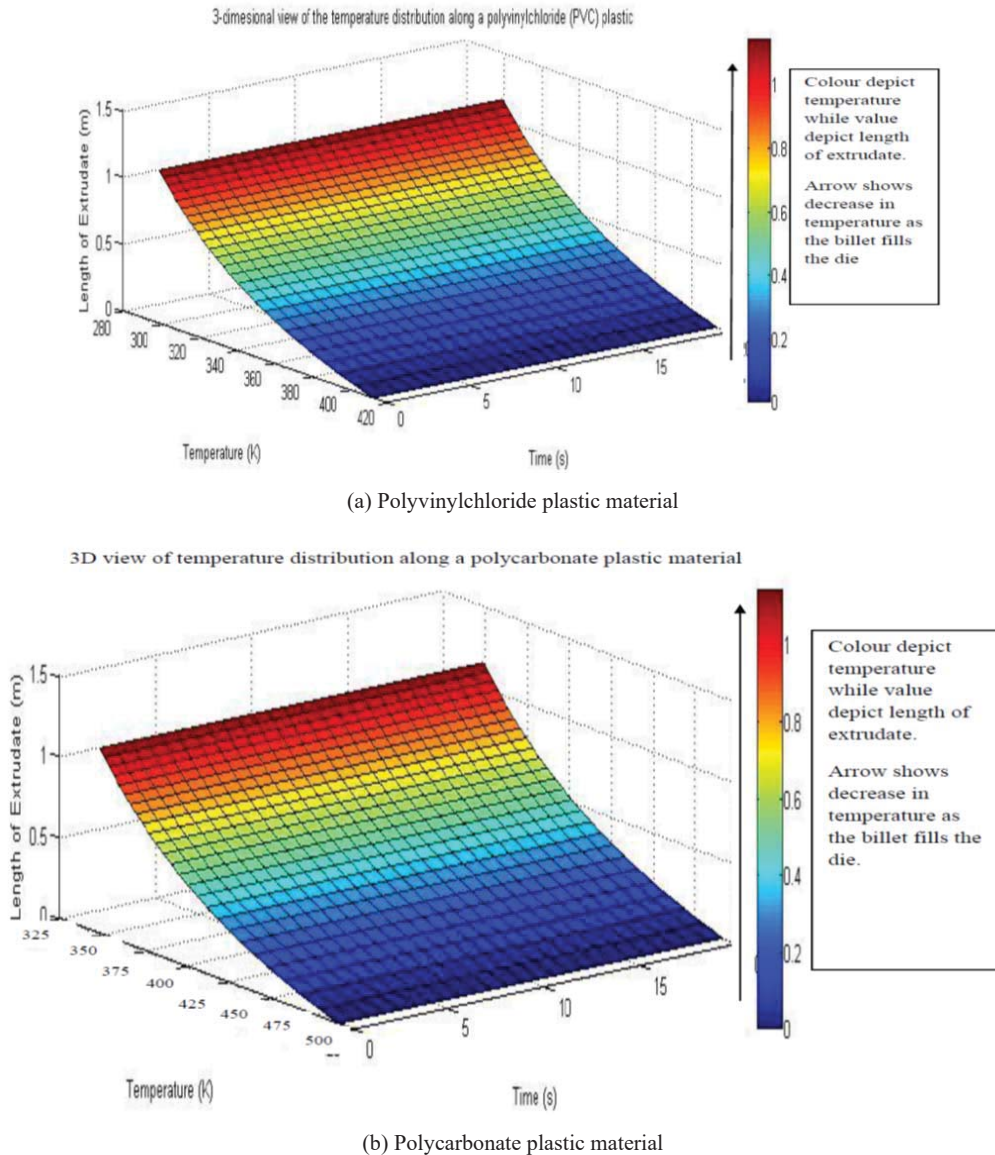 3-dimesional view of the temperature distrbution along a polyvinylchloride (PVC) plastic
1.5
1
0.5
0
Length of Extrudate (m)
280
300
320
340
360
380
400
420
Temperature (K)
0
5
10
15
Time (s)
1
0.8
0.6
0.4
0.2
0
Colour depict
temperature
while value
depict length
of extrudate.
Arrow shows
decrease in
temperature as
the billet fills
the die
(a) Polyvinylchloride plastic material
3D view of temperature distribution along a polycarbonate plastic material
1.5
1
0.5
0
Length of Extrudate (m)
325
350
375
400
425
450
475
500
Temperature (K)
0
5
10
15
Time (s)
1
0.8
0.6
0.4
0.2
0
Colour depict
temperature
while value
depict length of
extrudate.
Arrow shows
decrease in
temperature as
the billet fills the
die.
(b) Polycarbonate plastic material